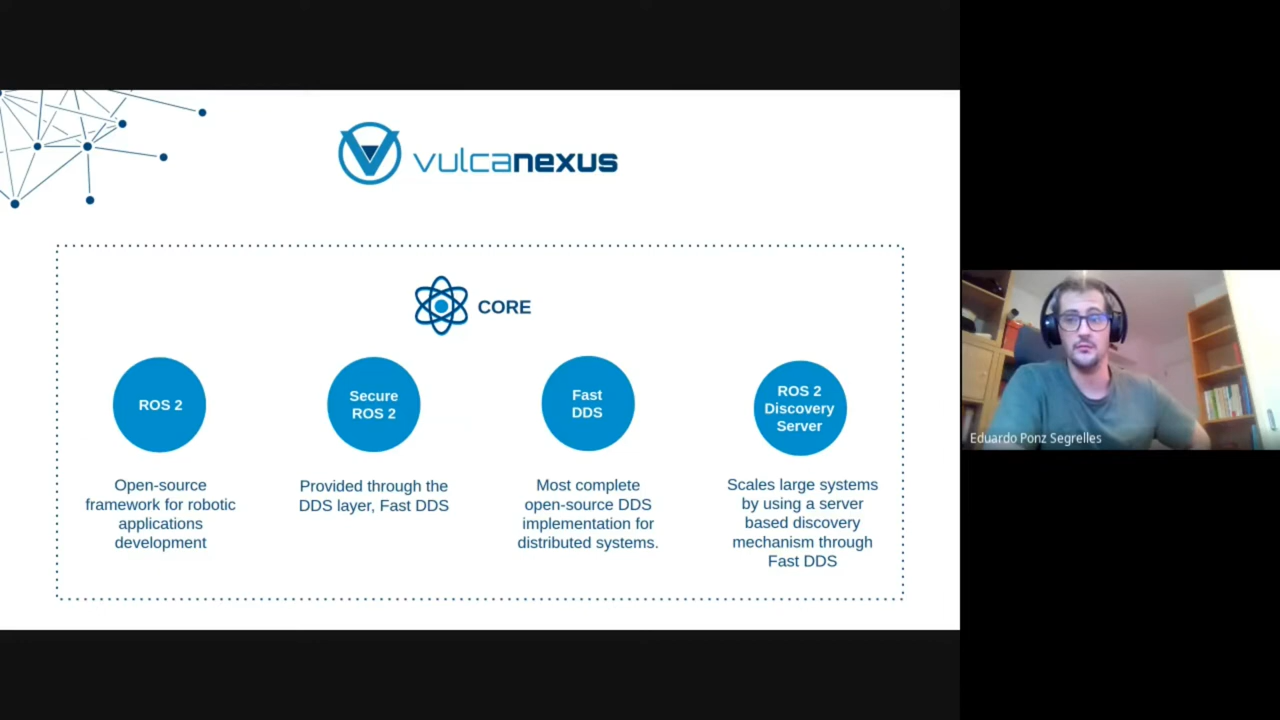 vulcanexus
CORE
ROS 2
Open-source
framework for robotic
applications
development
Secure
ROS 2
Provided through the
DDS layer, Fast DDS
Fast
DDS
Most complete
open-source DDS
implementation for
distributed systems.
ROS 2
Discovery
Server
Scales large systems
by using a server
based discovery
mechanism through
Fast DDS
Eduardo Ponz Segrelles